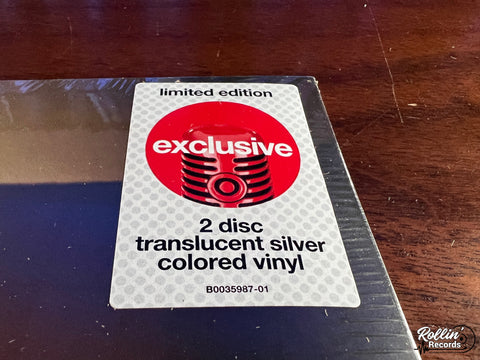 limited edition
exclusive
2 disc
translucent silver
colored vinyl
B0035987-01
Rollin'
Records